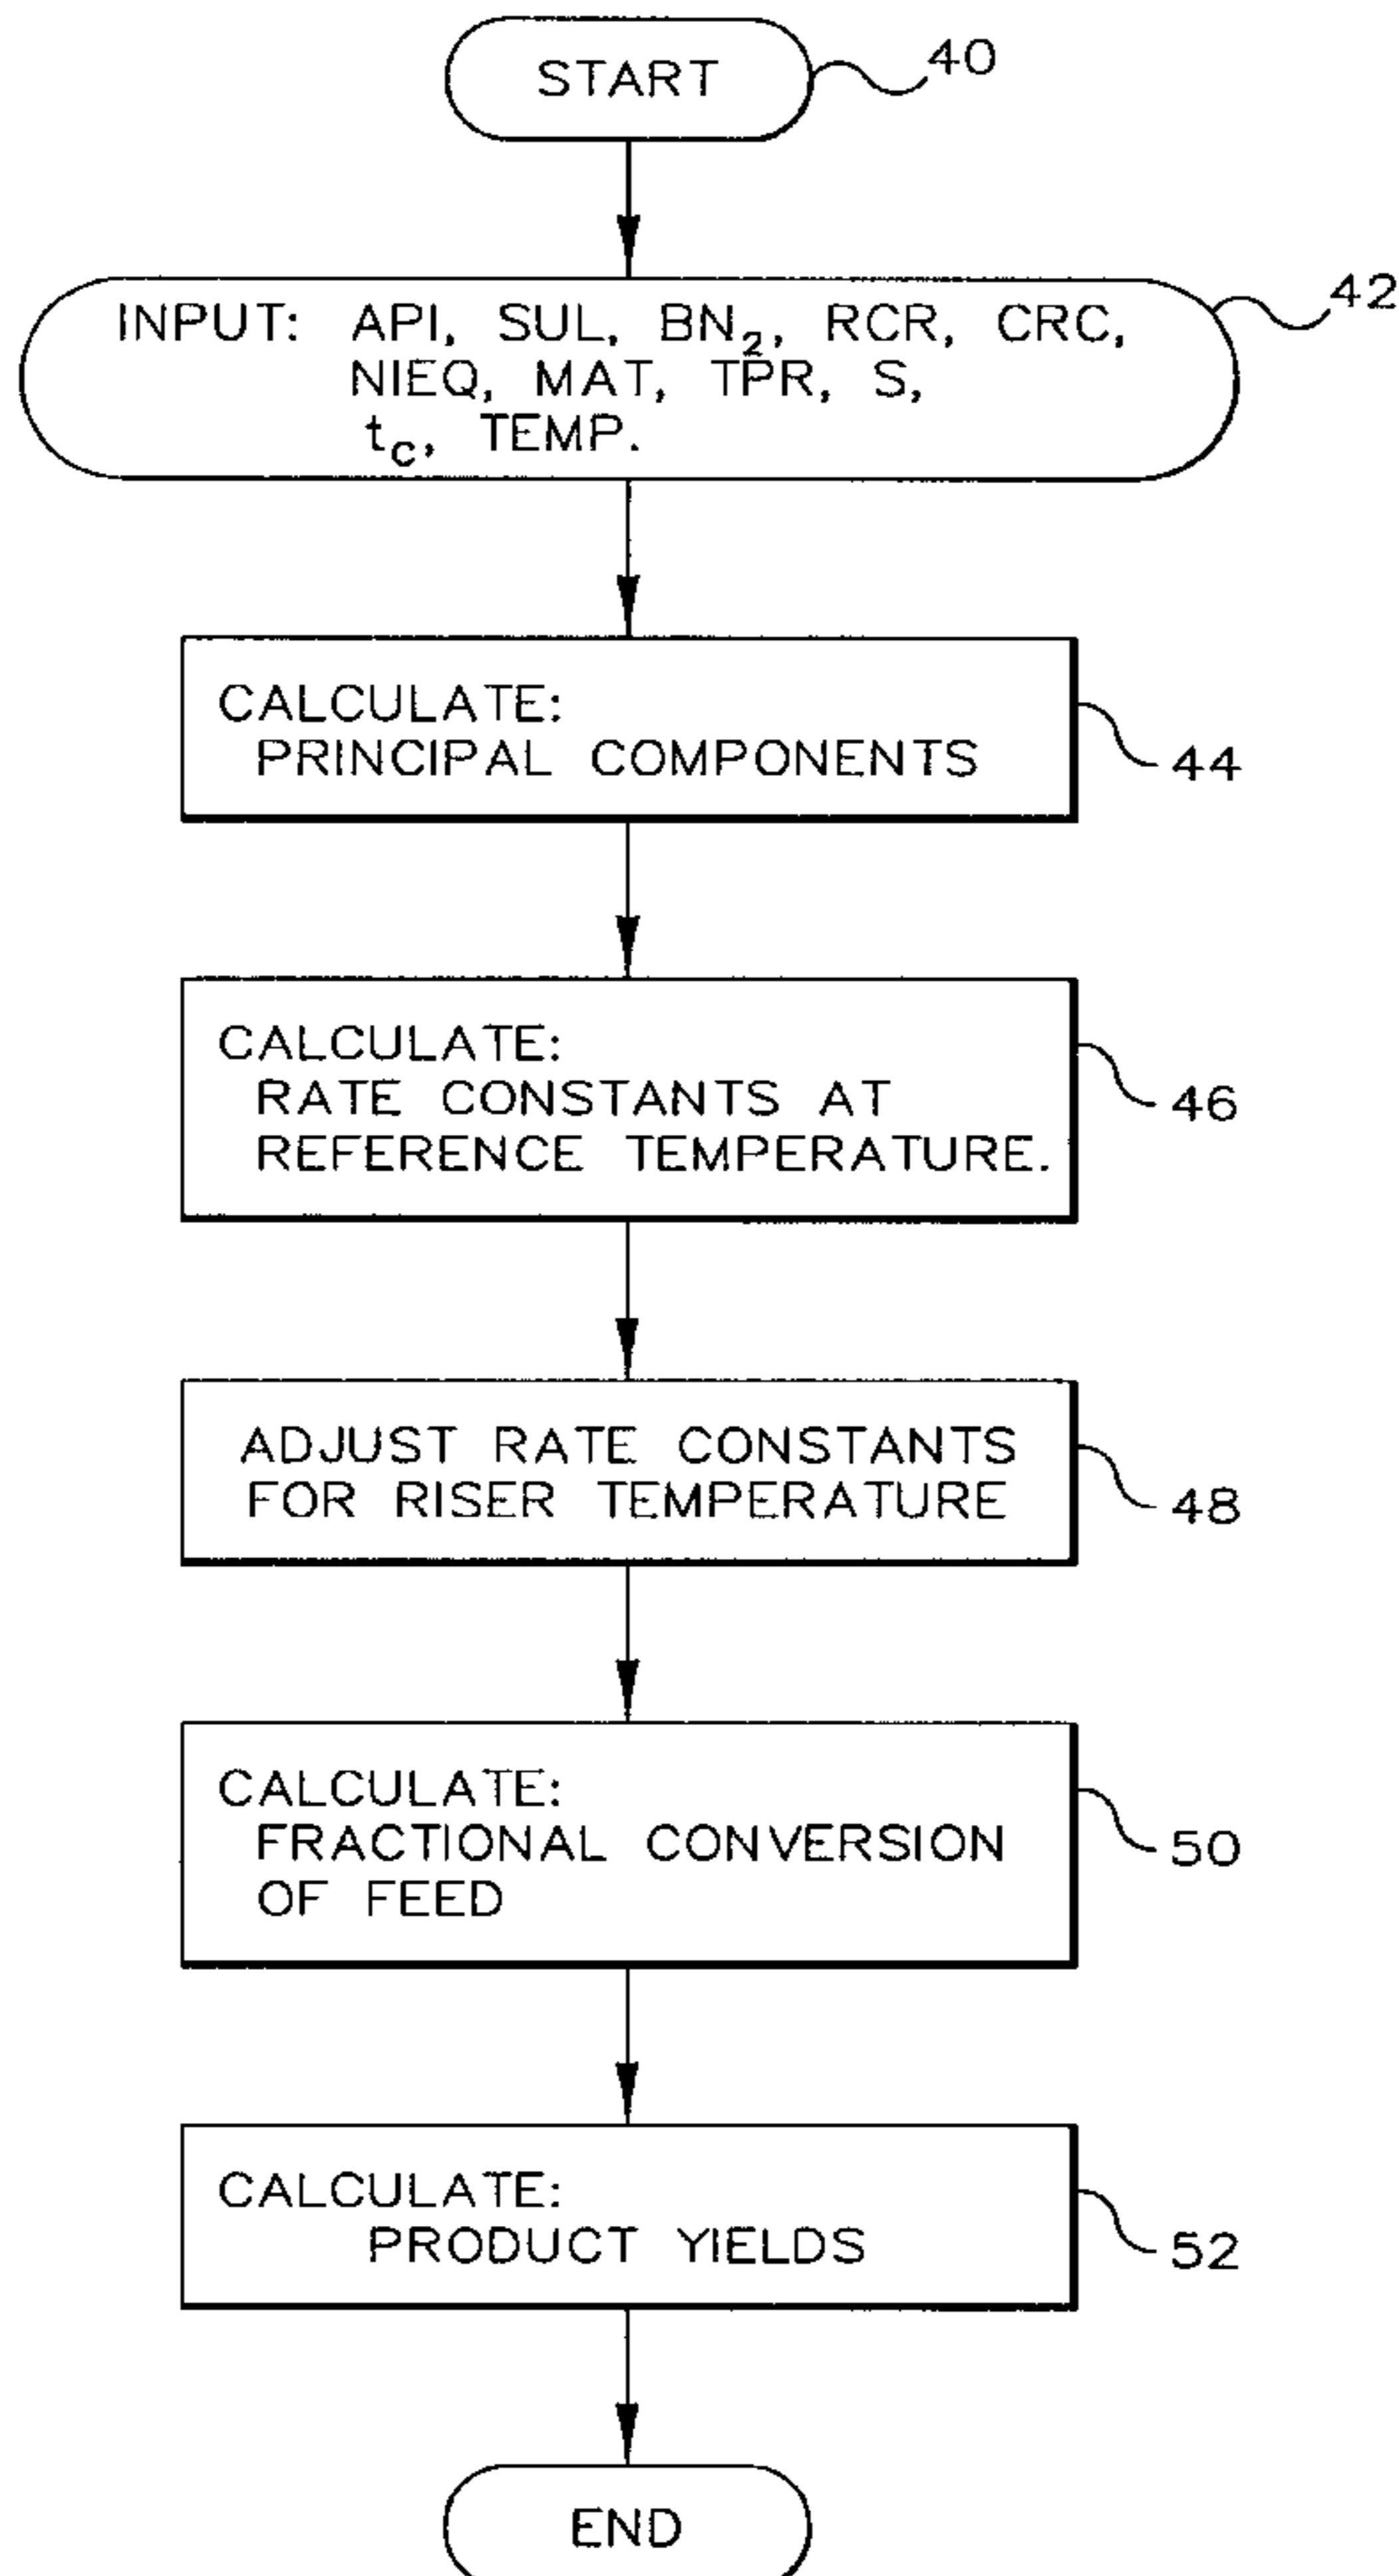 START
40
INPUT: API, SUL, BN₂, RCR, CRC,
42
NIEQ, MAT, TPR, S,
t_c, TEMP.
CALCULATE:
PRINCIPAL COMPONENTS
44
CALCULATE:
RATE CONSTANTS AT
46
REFERENCE TEMPERATURE.
ADJUST RATE CONSTANTS
FOR RISER TEMPERATURE
48
CALCULATE:
FRACTIONAL CONVERSION
50
OF FEED
CALCULATE:
PRODUCT YIELDS
52
END